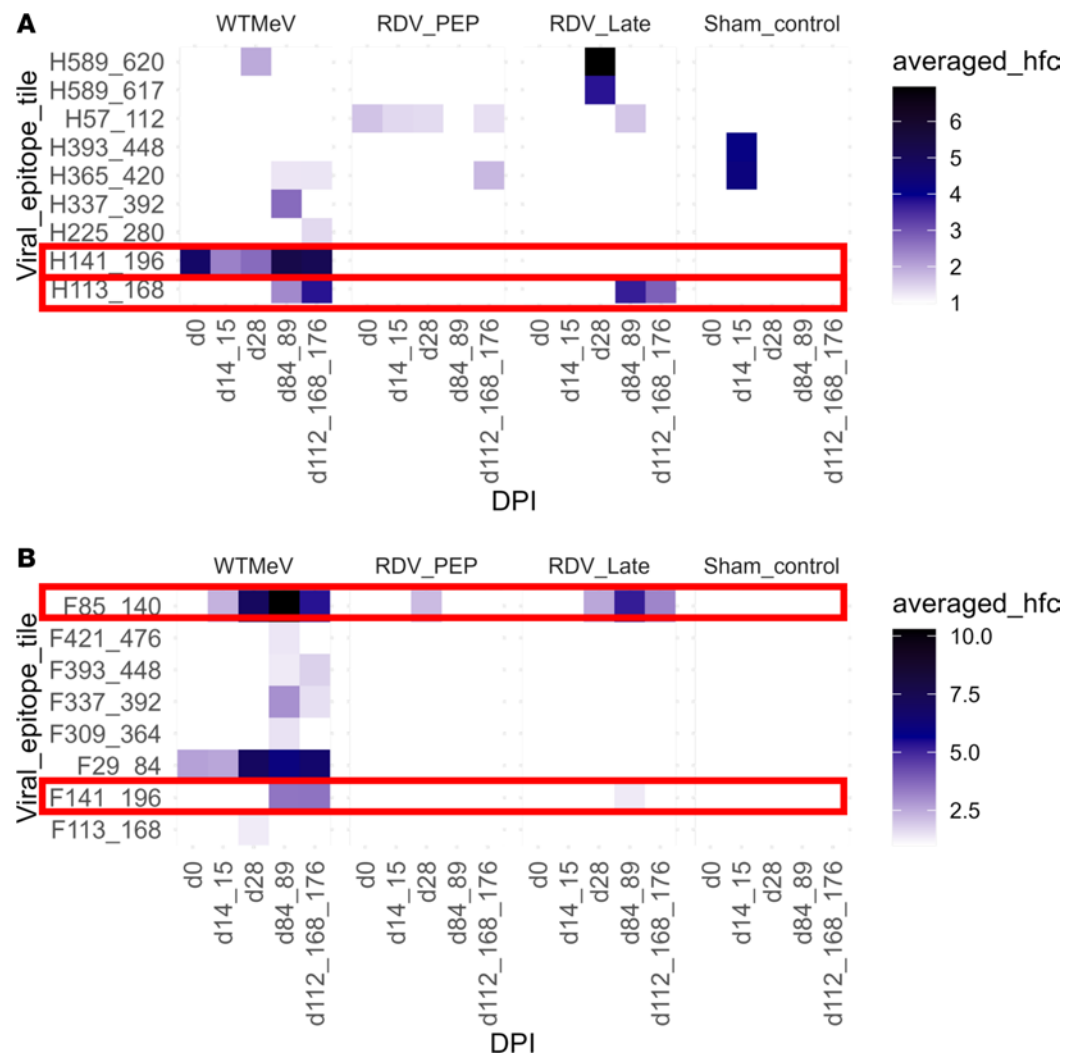 A
WTMeV RDV_PEP RDV_Late Sham_control
Viral_epitope_tile
H589_620
H589_617
H57_112
H393_448
H365_420
H337_392
H225_280
H141_196
H113_168
d0 d14_15 d28 d84_89 d112_168_176 d0 d14_15 d28 d84_89 d112_168_176 d0 d14_15 d28 d84_89 d112_168_176 d0 d14_15 d28 d84_89 d112_168_176
DPI
averaged_hfc
6
5
4
3
2
1
B
WTMeV RDV_PEP RDV_Late Sham_control
Viral_epitope_tile
F85_140
F421_476
F393_448
F337_392
F309_364
F29_84
F141_196
F113_168
d0 d14_15 d28 d84_89 d112_168_176 d0 d14_15 d28 d84_89 d112_168_176 d0 d14_15 d28 d84_89 d112_168_176 d0 d14_15 d28 d84_89 d112_168_176
DPI
averaged_hfc
10.0
7.5
5.0
2.5